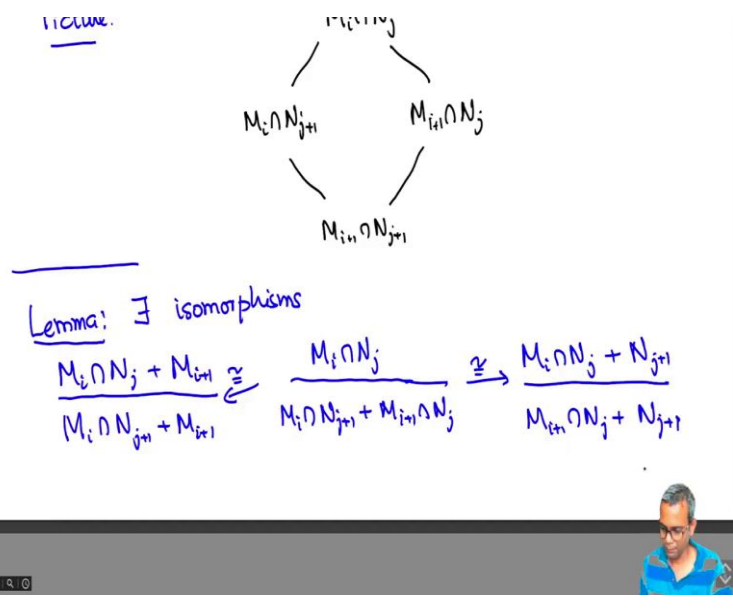 Picture:
M_i∩N_j
M_i∩N_{j+1} M_{i+1}∩N_j
M_{i+1}∩N_{j+1}
Lemma: ∃ isomorphisms
M_i∩N_j + M_{i+1} ≅ M_i∩N_j ≅ M_i∩N_j + N_{j+1}
M_i∩N_{j+1} + M_{i+1} ← M_i∩N_{j+1} + M_{i+1}∩N_j → M_{i+1}∩N_j + N_{j+1}